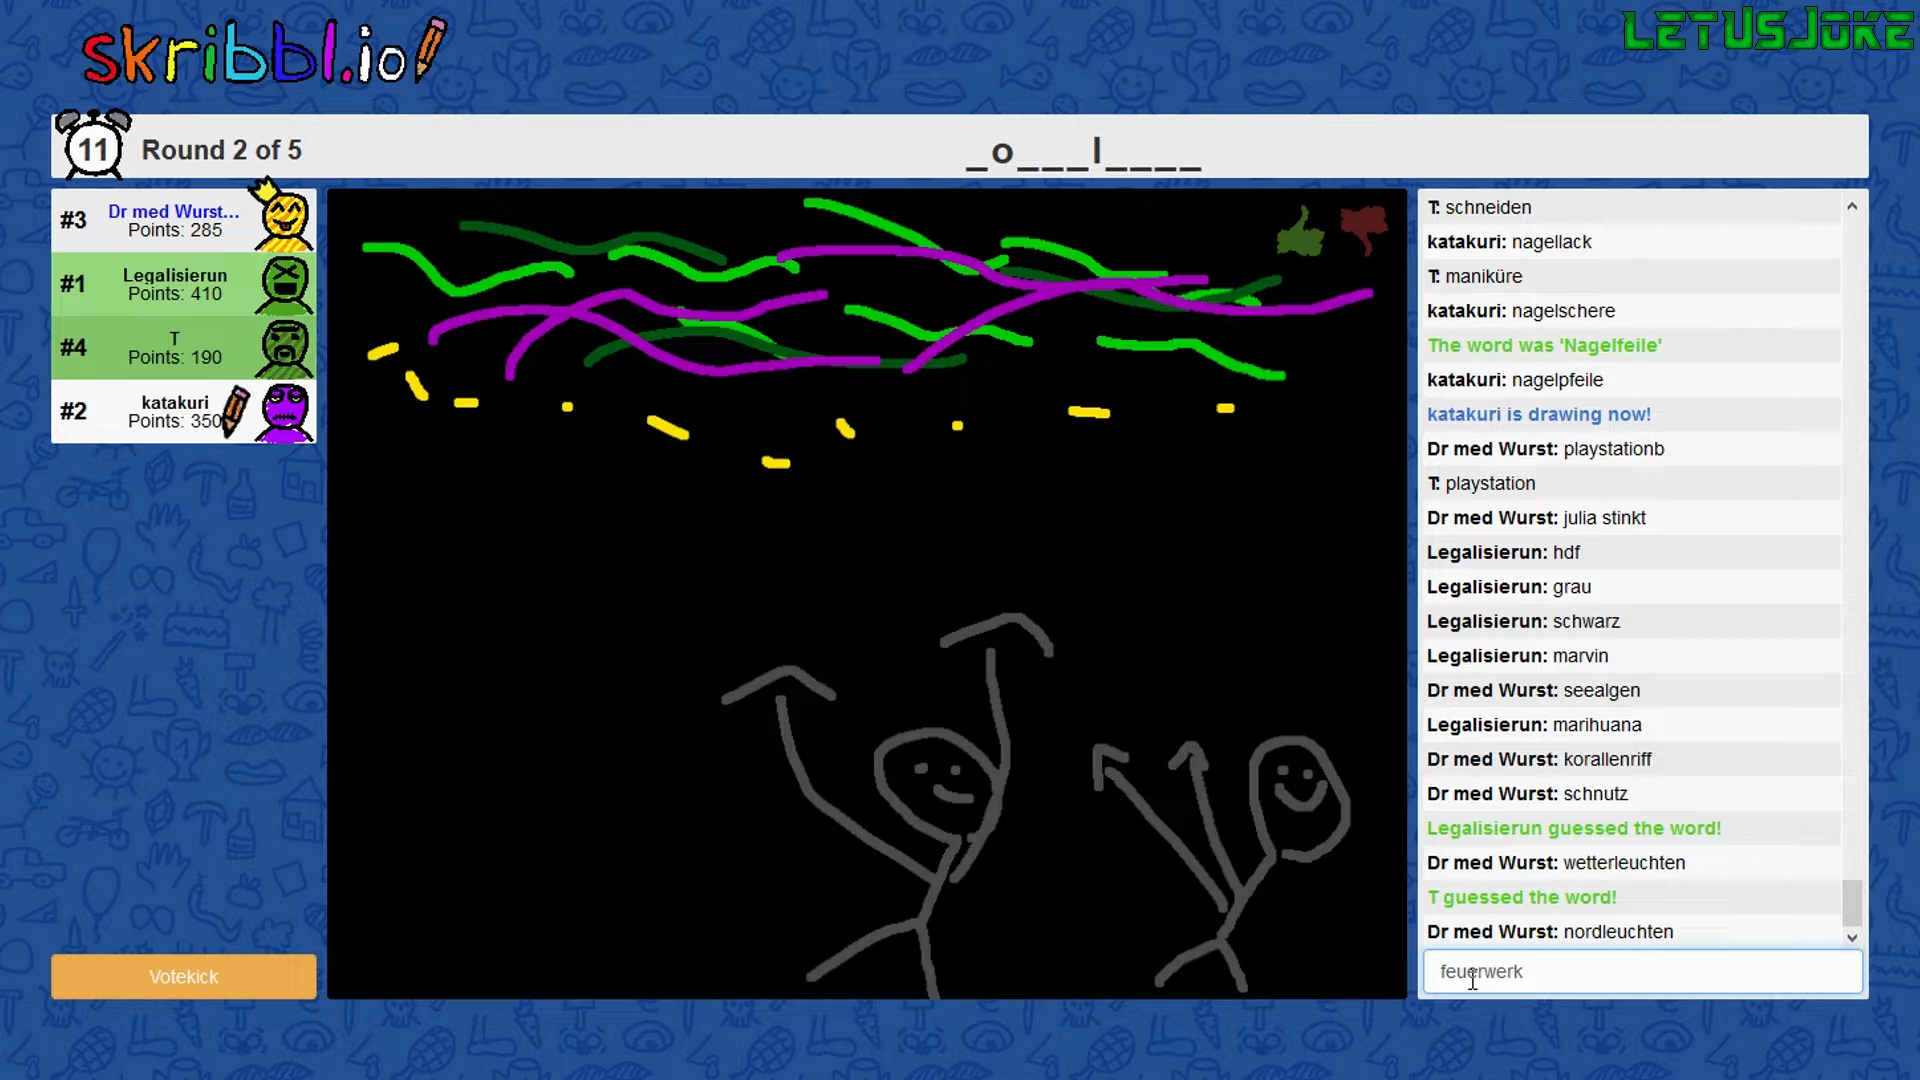 skribbl.io
LETUSJOKE
11
Round 2 of 5
_o___l____
#3
Dr med Wurst...
Points: 285
#1
Legalisierun
Points: 410
#4
T
Points: 190
#2
katakuri
Points: 350
Votekick
T: schneiden
katakuri: nagellack
T: maniküre
katakuri: nagelschere
The word was 'Nagelfeile'
katakuri: nagelpfeile
katakuri is drawing now!
Dr med Wurst: playstationb
T: playstation
Dr med Wurst: julia stinkt
Legalisierun: hdf
Legalisierun: grau
Legalisierun: schwarz
Legalisierun: marvin
Dr med Wurst: seealgen
Legalisierun: marihuana
Dr med Wurst: korallenriff
Dr med Wurst: schnutz
Legalisierun guessed the word!
Dr med Wurst: wetterleuchten
T guessed the word!
Dr med Wurst: nordleuchten
feuerwerk